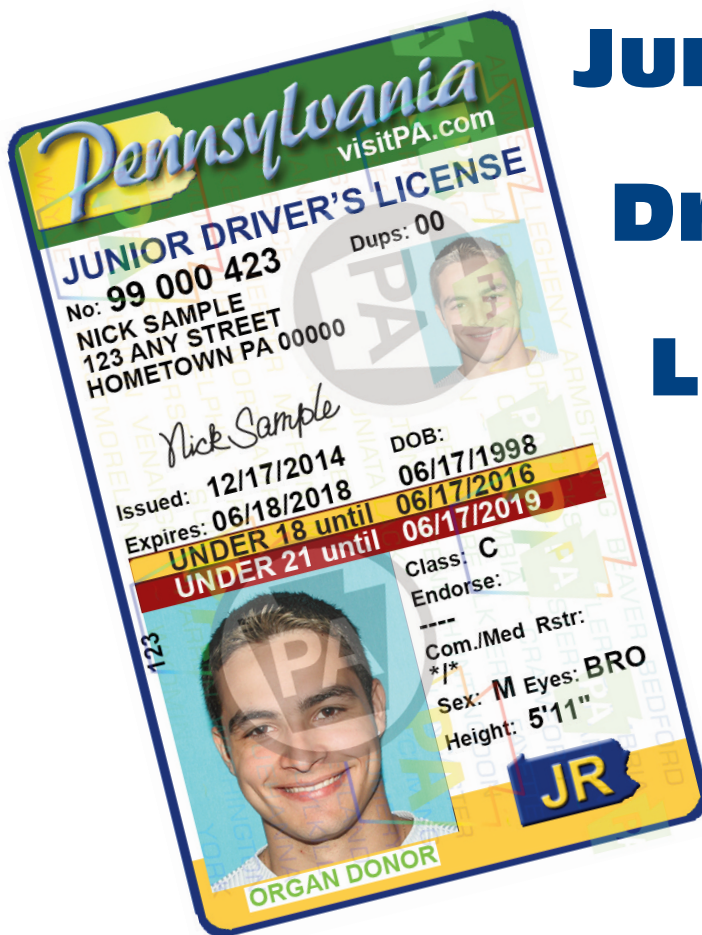 Jun
Dr
L
Pennsylvania
visitPA.com
JUNIOR DRIVER'S LICENSE
No: 99 000 423 Dups: 00
NICK SAMPLE
123 ANY STREET
HOMETOWN PA 00000
Nick Sample
Issued: 12/17/2014 DOB: 06/17/1998
Expires: 06/18/2018
UNDER 18 until 06/17/2016
UNDER 21 until 06/17/2019
Class: C
Endorse:
----
Com./Med Rstr:
*/*
Sex: M Eyes: BRO
Height: 5'11"
123
PA
PA
JR
ORGAN DONOR